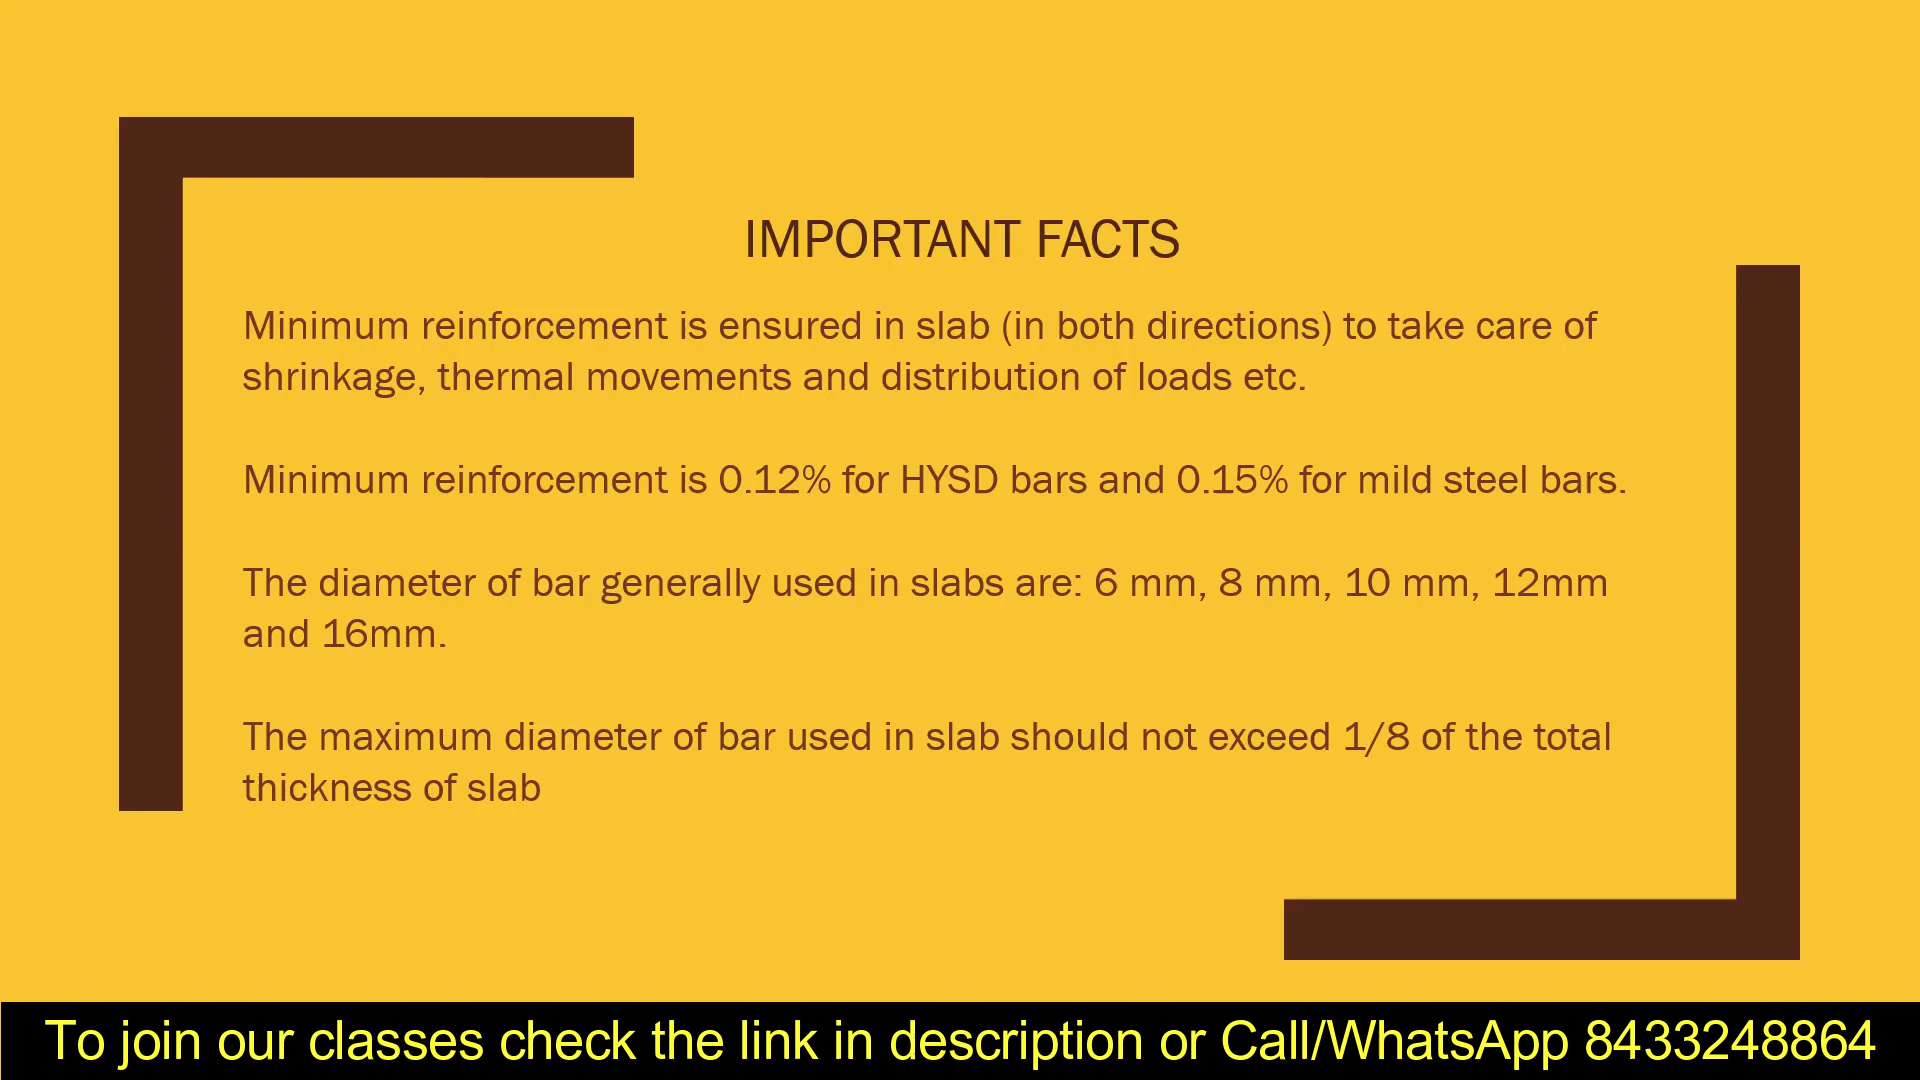 IMPORTANT FACTS
Minimum reinforcement is ensured in slab (in both directions) to take care of
shrinkage, thermal movements and distribution of loads etc.
Minimum reinforcement is 0.12% for HYSD bars and 0.15% for mild steel bars.
The diameter of bar generally used in slabs are: 6 mm, 8 mm, 10 mm, 12mm
and 16mm.
The maximum diameter of bar used in slab should not exceed 1/8 of the total
thickness of slab
To join our classes check the link in description or Call/WhatsApp 8433248864